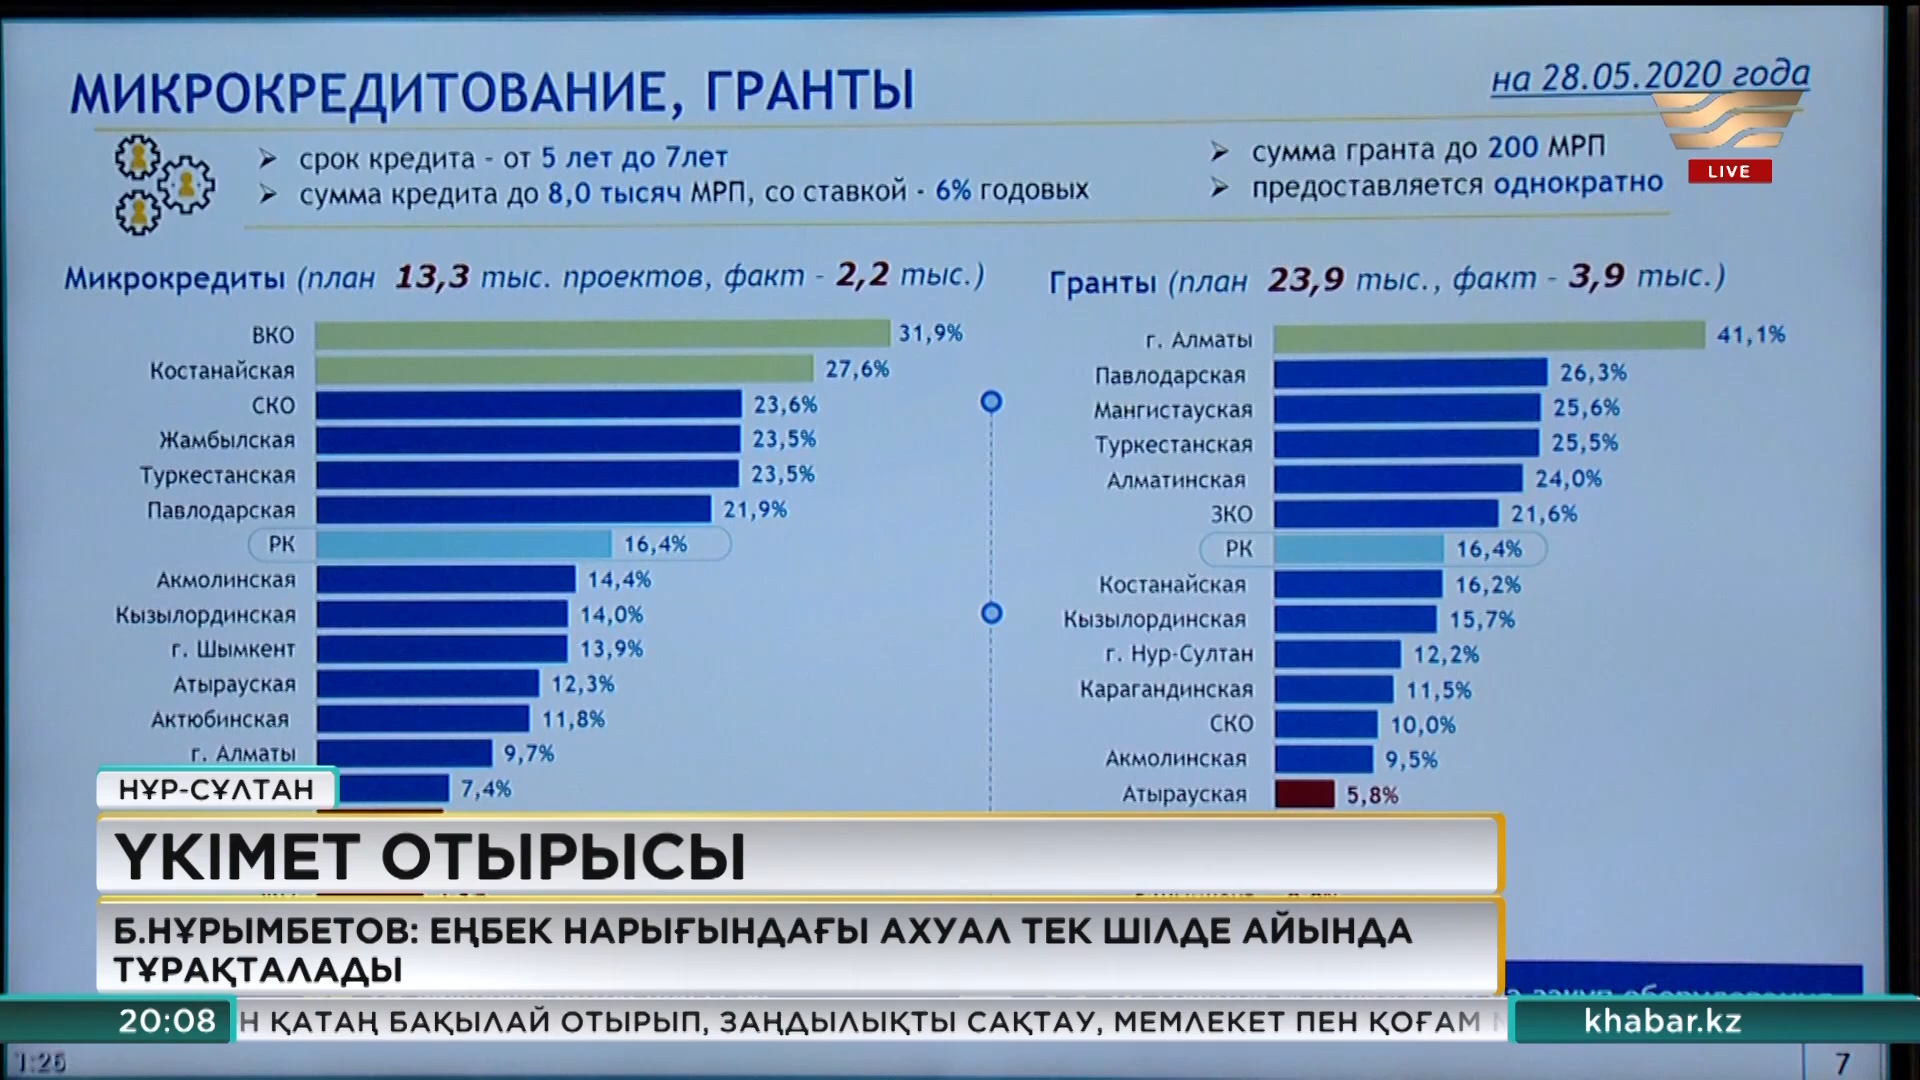 МИКРОКРЕДИТОВАНИЕ, ГРАНТЫ
на 28.05.2020 года
LIVE
срок кредита - от 5 лет до 7лет
сумма кредита до 8,0 тысяч МРП, со ставкой - 6% годовых
сумма гранта до 200 МРП
предоставляется однократно
Микрокредиты (план 13,3 тыс. проектов, факт - 2,2 тыс.)
ВКО 31,9%
Костанайская 27,6%
СКО 23,6%
Жамбылская 23,5%
Туркестанская 23,5%
Павлодарская 21,9%
РК 16,4%
Акмолинская 14,4%
Кызылординская 14,0%
г. Шымкент 13,9%
Атырауская 12,3%
Актюбинская 11,8%
г. Алматы 9,7%
7,4%
Гранты (план 23,9 тыс., факт - 3,9 тыс.)
г. Алматы 41,1%
Павлодарская 26,3%
Мангистауская 25,6%
Туркестанская 25,5%
Алматинская 24,0%
ЗКО 21,6%
РК 16,4%
Костанайская 16,2%
Кызылординская 15,7%
г. Нур-Султан 12,2%
Карагандинская 11,5%
СКО 10,0%
Акмолинская 9,5%
Атырауская 5,8%
НҰР-СҰЛТАН
ҮКІМЕТ ОТЫРЫСЫ
Б.НҰРЫМБЕТОВ: ЕҢБЕК НАРЫҒЫНДАҒЫ АХУАЛ ТЕК ШІЛДЕ АЙЫНДА
ТҰРАҚТАЛАДЫ
20:08
Н ҚАТАҢ БАҚЫЛАЙ ОТЫРЫП, ЗАҢДЫЛЫҚТЫ САҚТАУ, МЕМЛЕКЕТ ПЕН ҚОҒАМ
khabar.kz
1:26
7